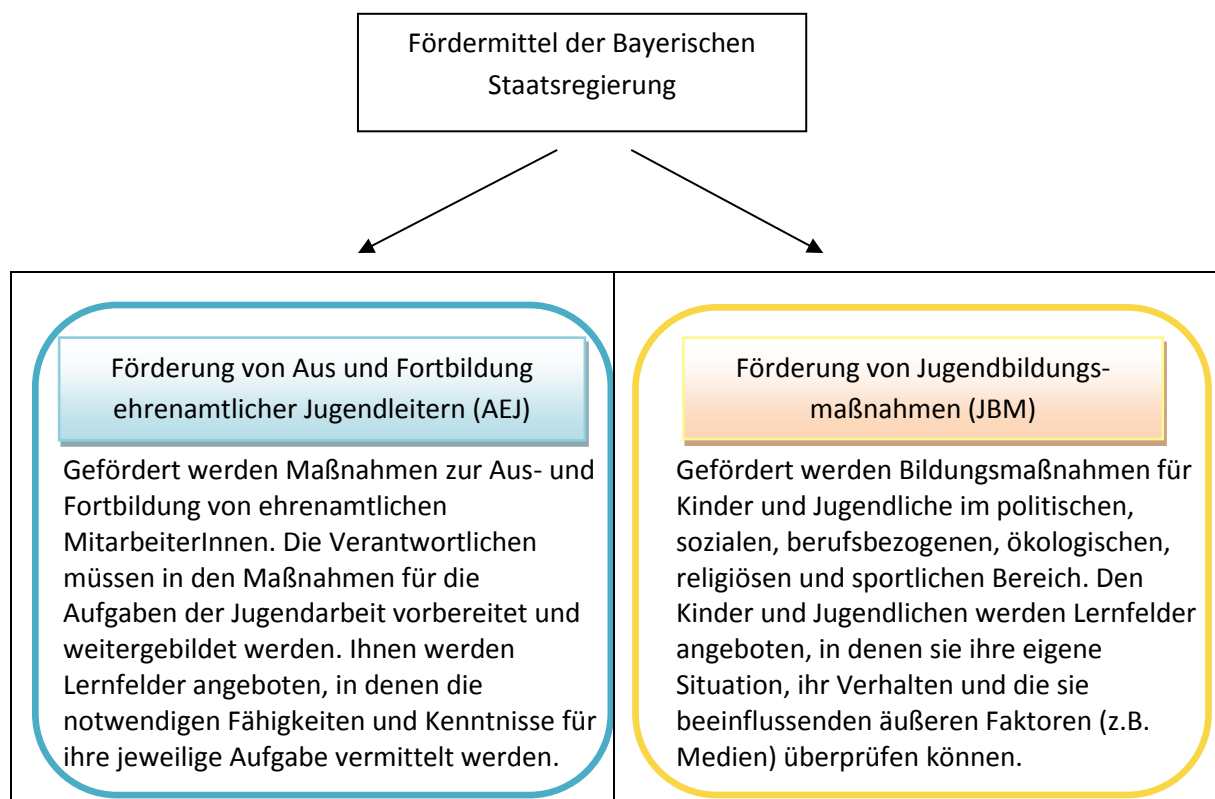 Fördermittel der Bayerischen
Staatsregierung
Förderung von Aus und Fortbildung
ehrenamtlicher Jugendleitern (AEJ)
Gefördert werden Maßnahmen zur Aus- und
Fortbildung von ehrenamtlichen
MitarbeiterInnen. Die Verantwortlichen
müssen in den Maßnahmen für die
Aufgaben der Jugendarbeit vorbereitet und
weitergebildet werden. Ihnen werden
Lernfelder angeboten, in denen die
notwendigen Fähigkeiten und Kenntnisse für
ihre jeweilige Aufgabe vermittelt werden.
Förderung von Jugendbildungs-
maßnahmen (JBM)
Gefördert werden Bildungsmaßnahmen für
Kinder und Jugendliche im politischen,
sozialen, berufsbezogenen, ökologischen,
religiösen und sportlichen Bereich. Den
Kinder und Jugendlichen werden Lernfelder
angeboten, in denen sie ihre eigene
Situation, ihr Verhalten und die sie
beeinflussenden äußeren Faktoren (z.B.
Medien) überprüfen können.